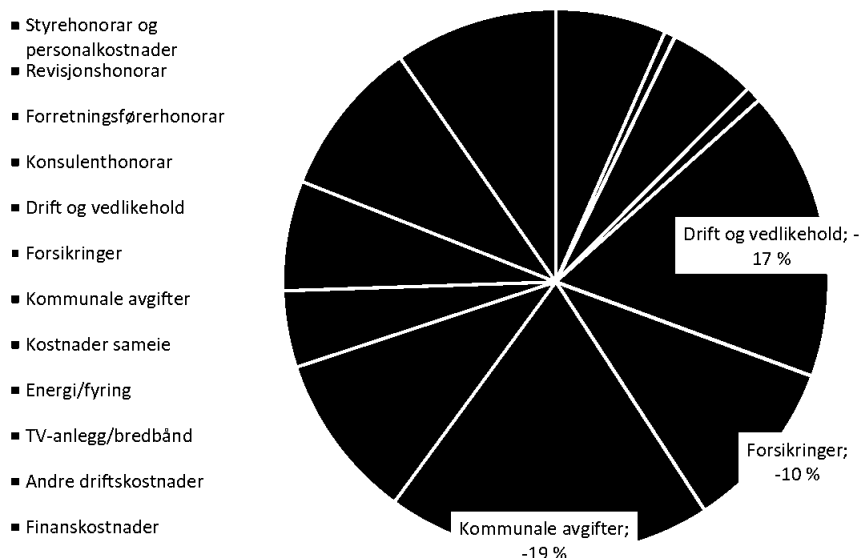 Styrehonorar og
personalkostnader
Revisjonshonorar
Forretningsførerhonorar
Konsulenthonorar
Drift og vedlikehold
Forsikringer
Kommunale avgifter
Kostnader sameie
Energi/fyring
TV-anlegg/bredbånd
Andre driftskostnader
Finanskostnader
Drift og vedlikehold; -
17 %
Forsikringer;
-10 %
Kommunale avgifter;
-19 %